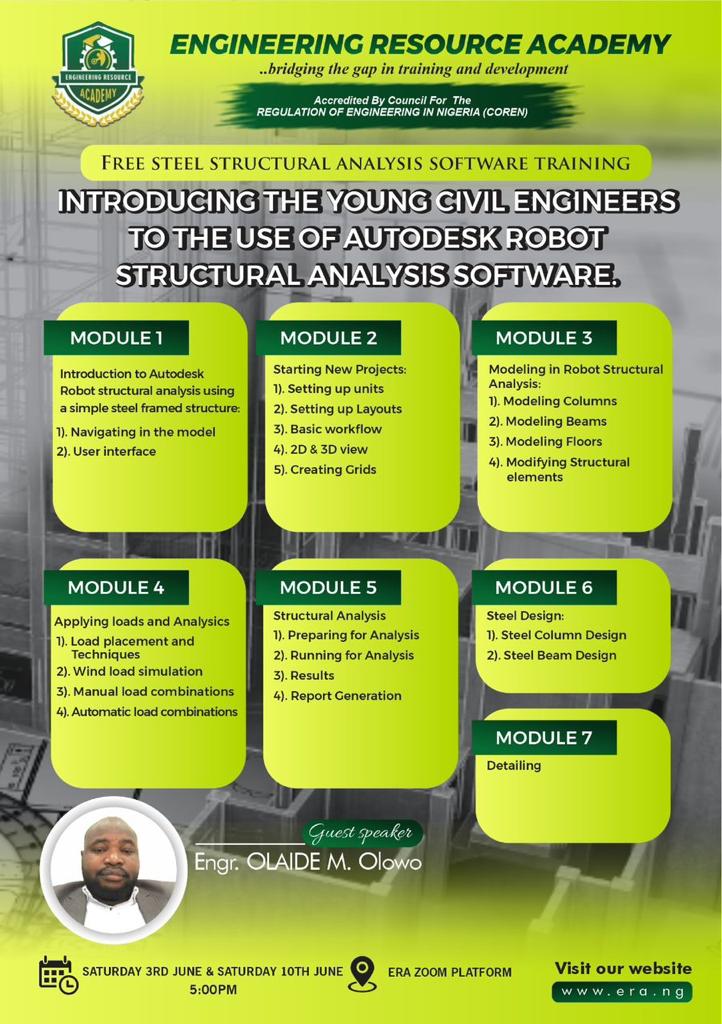 ENGINEERING RESOURCE
ACADEMY
ENGINEERING RESOURCE ACADEMY
..bridging the gap in training and development
Accredited By Council For The
REGULATION OF ENGINEERING IN NIGERIA (COREN)
FREE STEEL STRUCTURAL ANALYSIS SOFTWARE TRAINING
INTRODUCING THE YOUNG CIVIL ENGINEERS
TO THE USE OF AUTODESK ROBOT
STRUCTURAL ANALYSIS SOFTWARE.
MODULE 1
Introduction to Autodesk
Robot structural analysis using
a simple steel framed structure:
1). Navigating in the model
2). User interface
MODULE 2
Starting New Projects:
1). Setting up units
2). Setting up Layouts
3). Basic workflow
4). 2D & 3D view
5). Creating Grids
MODULE 3
Modeling in Robot Structural
Analysis:
1). Modeling Columns
2). Modeling Beams
3). Modeling Floors
4). Modifying Structural
elements
MODULE 4
Applying loads and Analysics
1). Load placement and
Techniques
2). Wind load simulation
3). Manual load combinations
4). Automatic load combinations
MODULE 5
Structural Analysis
1). Preparing for Analysis
2). Running for Analysis
3). Results
4). Report Generation
MODULE 6
Steel Design:
1). Steel Column Design
2). Steel Beam Design
MODULE 7
Detailing
Guest speaker
Engr. OLAIDE M. Olowo
SATURDAY 3RD JUNE & SATURDAY 10TH JUNE
5:00PM
ERA ZOOM PLATFORM
Visit our website
www.era.ng